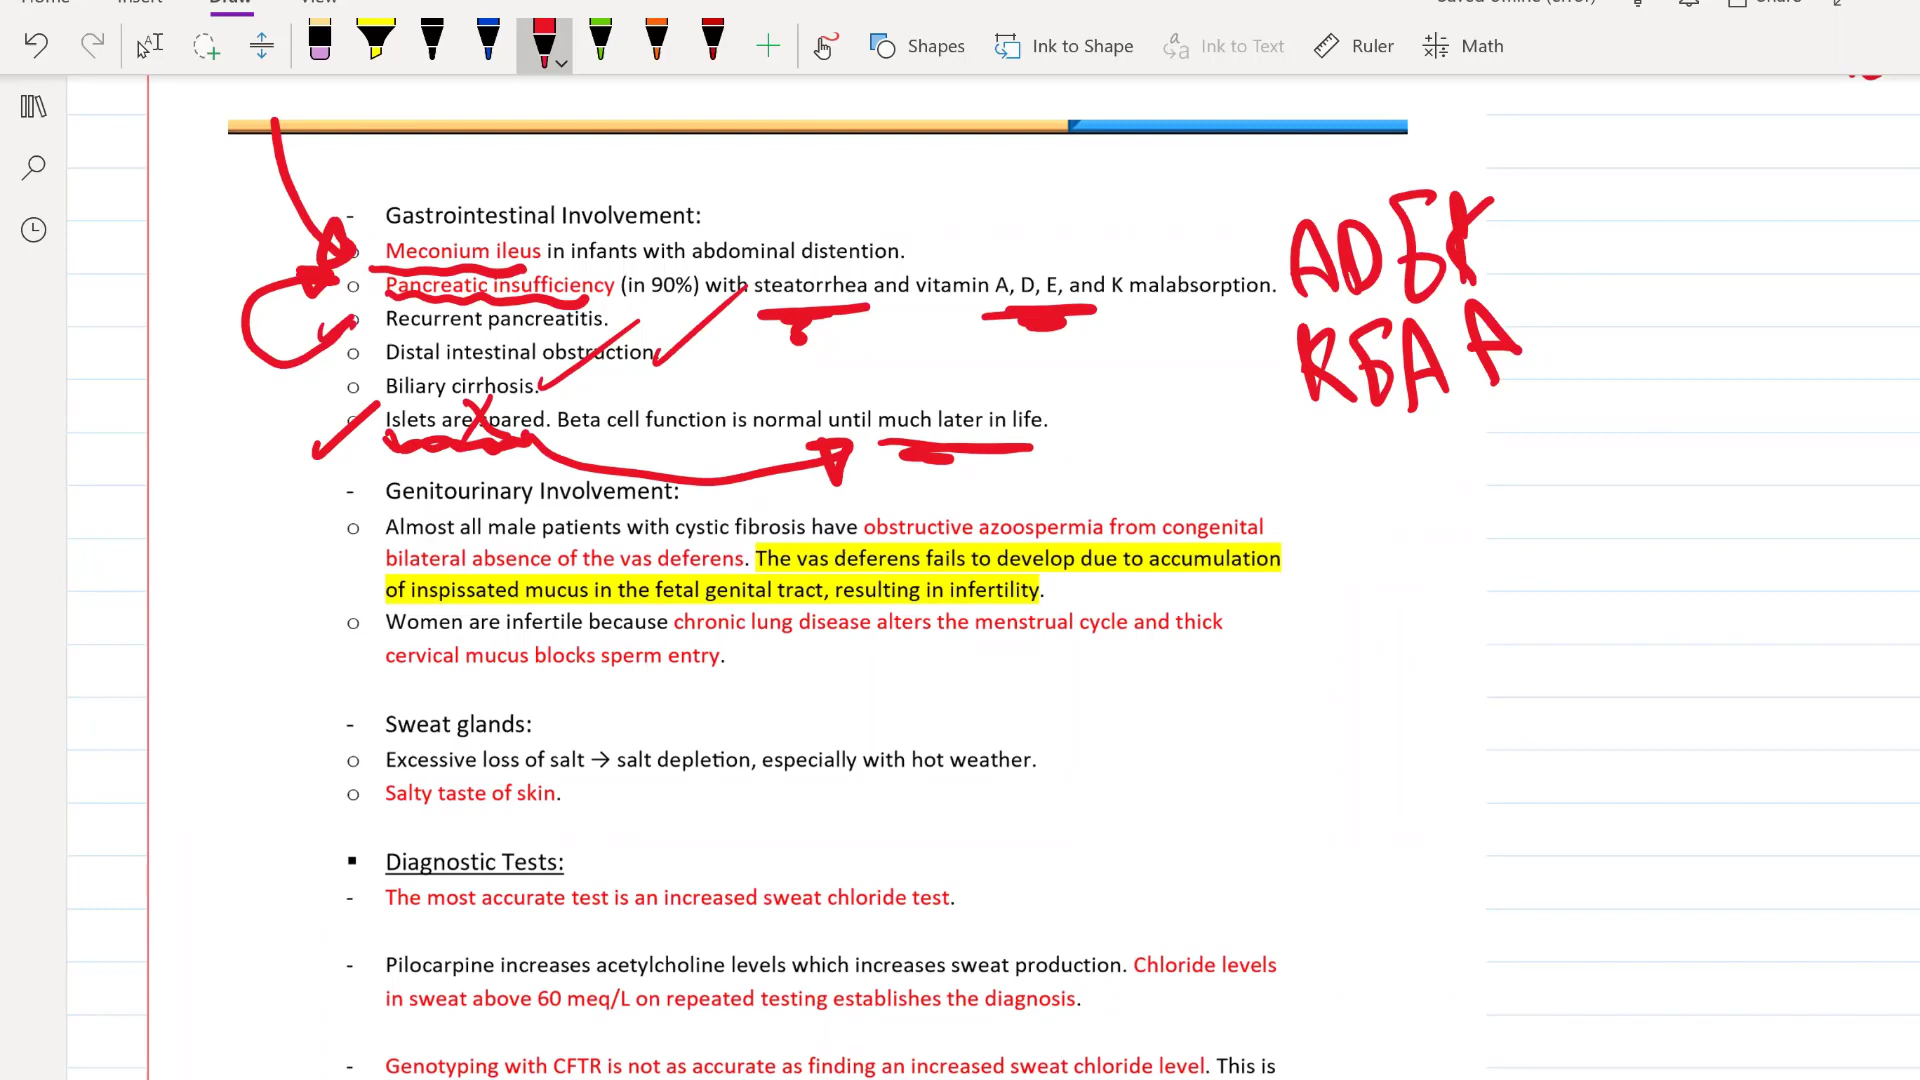 Home Insert Draw View Saved online (error) Share
Shapes Ink to Shape Ink to Text Ruler Math
- Gastrointestinal Involvement:
o Meconium ileus in infants with abdominal distention.
o Pancreatic insufficiency (in 90%) with steatorrhea and vitamin A, D, E, and K malabsorption.
o Recurrent pancreatitis.
o Distal intestinal obstruction.
o Biliary cirrhosis.
o Islets are spared. Beta cell function is normal until much later in life.
ADEK
- Genitourinary Involvement:
o Almost all male patients with cystic fibrosis have obstructive azoospermia from congenital
bilateral absence of the vas deferens. The vas deferens fails to develop due to accumulation
of inspissated mucus in the fetal genital tract, resulting in infertility.
o Women are infertile because chronic lung disease alters the menstrual cycle and thick
cervical mucus blocks sperm entry.
- Sweat glands:
o Excessive loss of salt → salt depletion, especially with hot weather.
o Salty taste of skin.
▪ Diagnostic Tests:
- The most accurate test is an increased sweat chloride test.
- Pilocarpine increases acetylcholine levels which increases sweat production. Chloride levels
in sweat above 60 meq/L on repeated testing establishes the diagnosis.
- Genotyping with CFTR is not as accurate as finding an increased sweat chloride level. This is